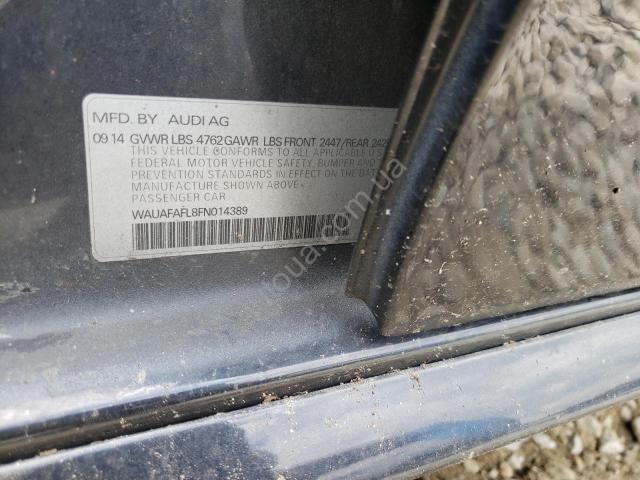 MFD. BY AUDI AG
09 14 GVWR LBS 4762 GAWR LBS FRONT 2447/REAR 242
THIS VEHICLE CONFORMS TO ALL APPLICABLE U.S.
FEDERAL MOTOR VEHICLE SAFETY, BUMPER AND
PREVENTION STANDARDS IN EFFECT ON THE DATE
MANUFACTURE SHOWN ABOVE.
PASSENGER CAR
WAUAFAFL8FN014389